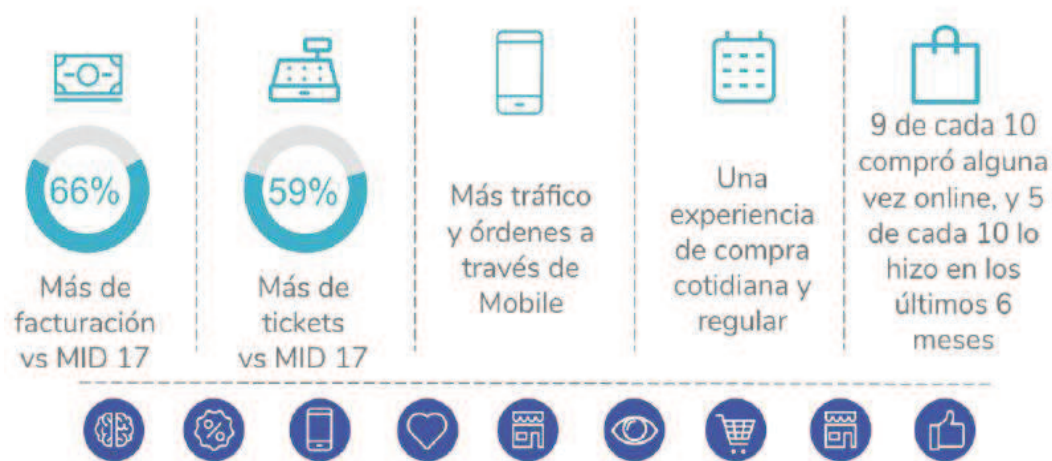 66%
Más de
facturación
vs MID 17
59%
Más de
tickets
vs MID 17
Más tráfico
y órdenes a
través de
Mobile
Una
experiencia
de compra
cotidiana y
regular
9 de cada 10
compró alguna
vez online, y 5
de cada 10 lo
hizo en los
últimos 6
meses